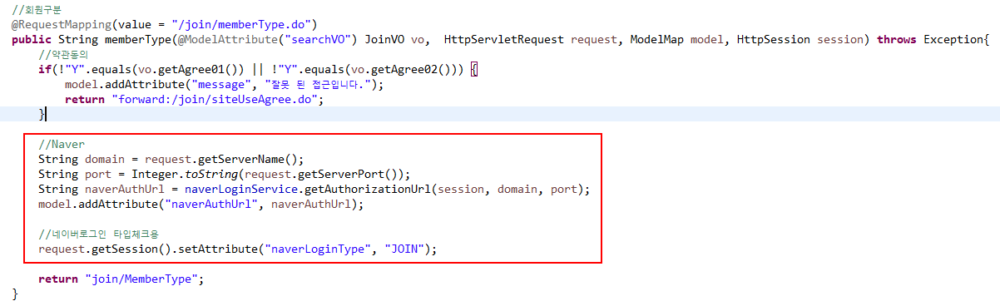 //회원구분
@RequestMapping(value = "/join/memberType.do")
public String memberType(@ModelAttribute("searchVO") JoinVO vo,  HttpServletRequest request, ModelMap model, HttpSession session) throws Exception{
//약관동의
if(!"Y".equals(vo.getAgree01()) || !"Y".equals(vo.getAgree02())) {
model.addAttribute("message", "잘못 된 접근입니다.");
return "forward:/join/siteUseAgree.do";
}
//Naver
String domain = request.getServerName();
String port = Integer.toString(request.getServerPort());
String naverAuthUrl = naverLoginService.getAuthorizationUrl(session, domain, port);
model.addAttribute("naverAuthUrl", naverAuthUrl);
//네이버로그인 타입체크용
request.getSession().setAttribute("naverLoginType", "JOIN");
return "join/MemberType";
}